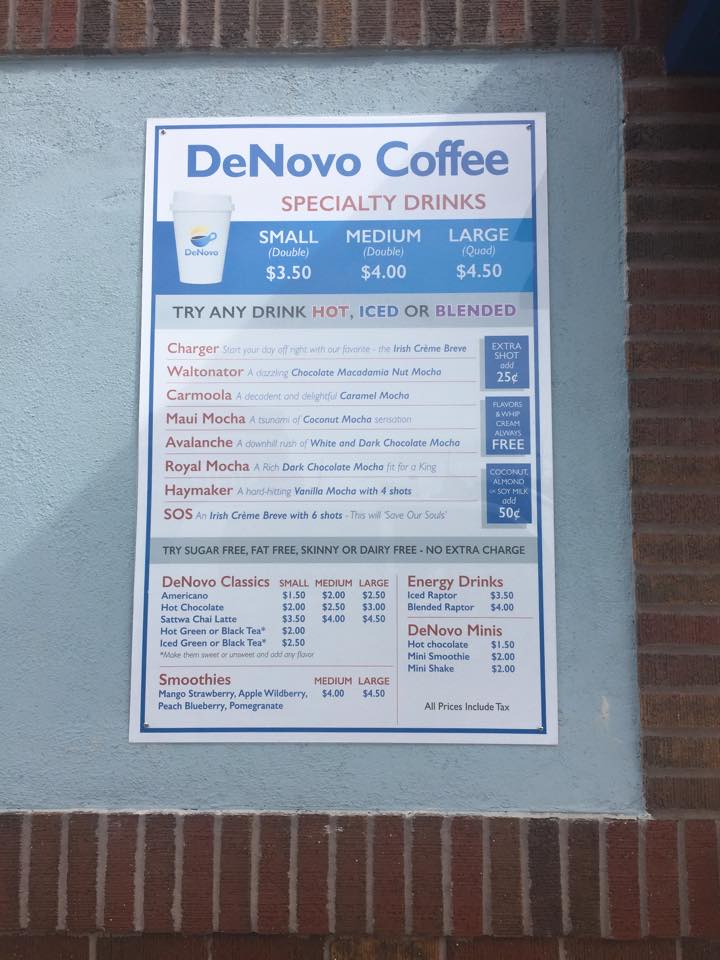 DeNovo Coffee
SPECIALTY DRINKS
DeNovo
SMALL MEDIUM LARGE
(Double) (Double) (Quad)
$3.50 $4.00 $4.50
TRY ANY DRINK HOT, ICED OR BLENDED
Charger Start your day off right with our favorite - the Irish Crème Breve
Waltonator A dazzling Chocolate Macadamia Nut Mocha
Carmoola A decadent and delightful Caramel Mocha
Maui Mocha A tsunami of Coconut Mocha sensation
Avalanche A downhill rush of White and Dark Chocolate Mocha
Royal Mocha A Rich Dark Chocolate Mocha fit for a King
Haymaker A hard-hitting Vanilla Mocha with 4 shots
SOS An Irish Crème Breve with 6 shots - This will 'Save Our Souls'
EXTRA
SHOT
add
25¢
FLAVORS
& WHIP
CREAM
ALWAYS
FREE
COCONUT,
ALMOND
OR SOY MILK
add
50¢
TRY SUGAR FREE, FAT FREE, SKINNY OR DAIRY FREE - NO EXTRA CHARGE
DeNovo Classics SMALL MEDIUM LARGE
Americano $1.50 $2.00 $2.50
Hot Chocolate $2.00 $2.50 $3.00
Sattwa Chai Latte $3.50 $4.00 $4.50
Hot Green or Black Tea* $2.00
Iced Green or Black Tea* $2.50
*Make them sweet or unsweet and add any flavor
Smoothies MEDIUM LARGE
Mango Strawberry, Apple Wildberry, $4.00 $4.50
Peach Blueberry, Pomegranate
Energy Drinks
Iced Raptor $3.50
Blended Raptor $4.00
DeNovo Minis
Hot chocolate $1.50
Mini Smoothie $2.00
Mini Shake $2.00
All Prices Include Tax